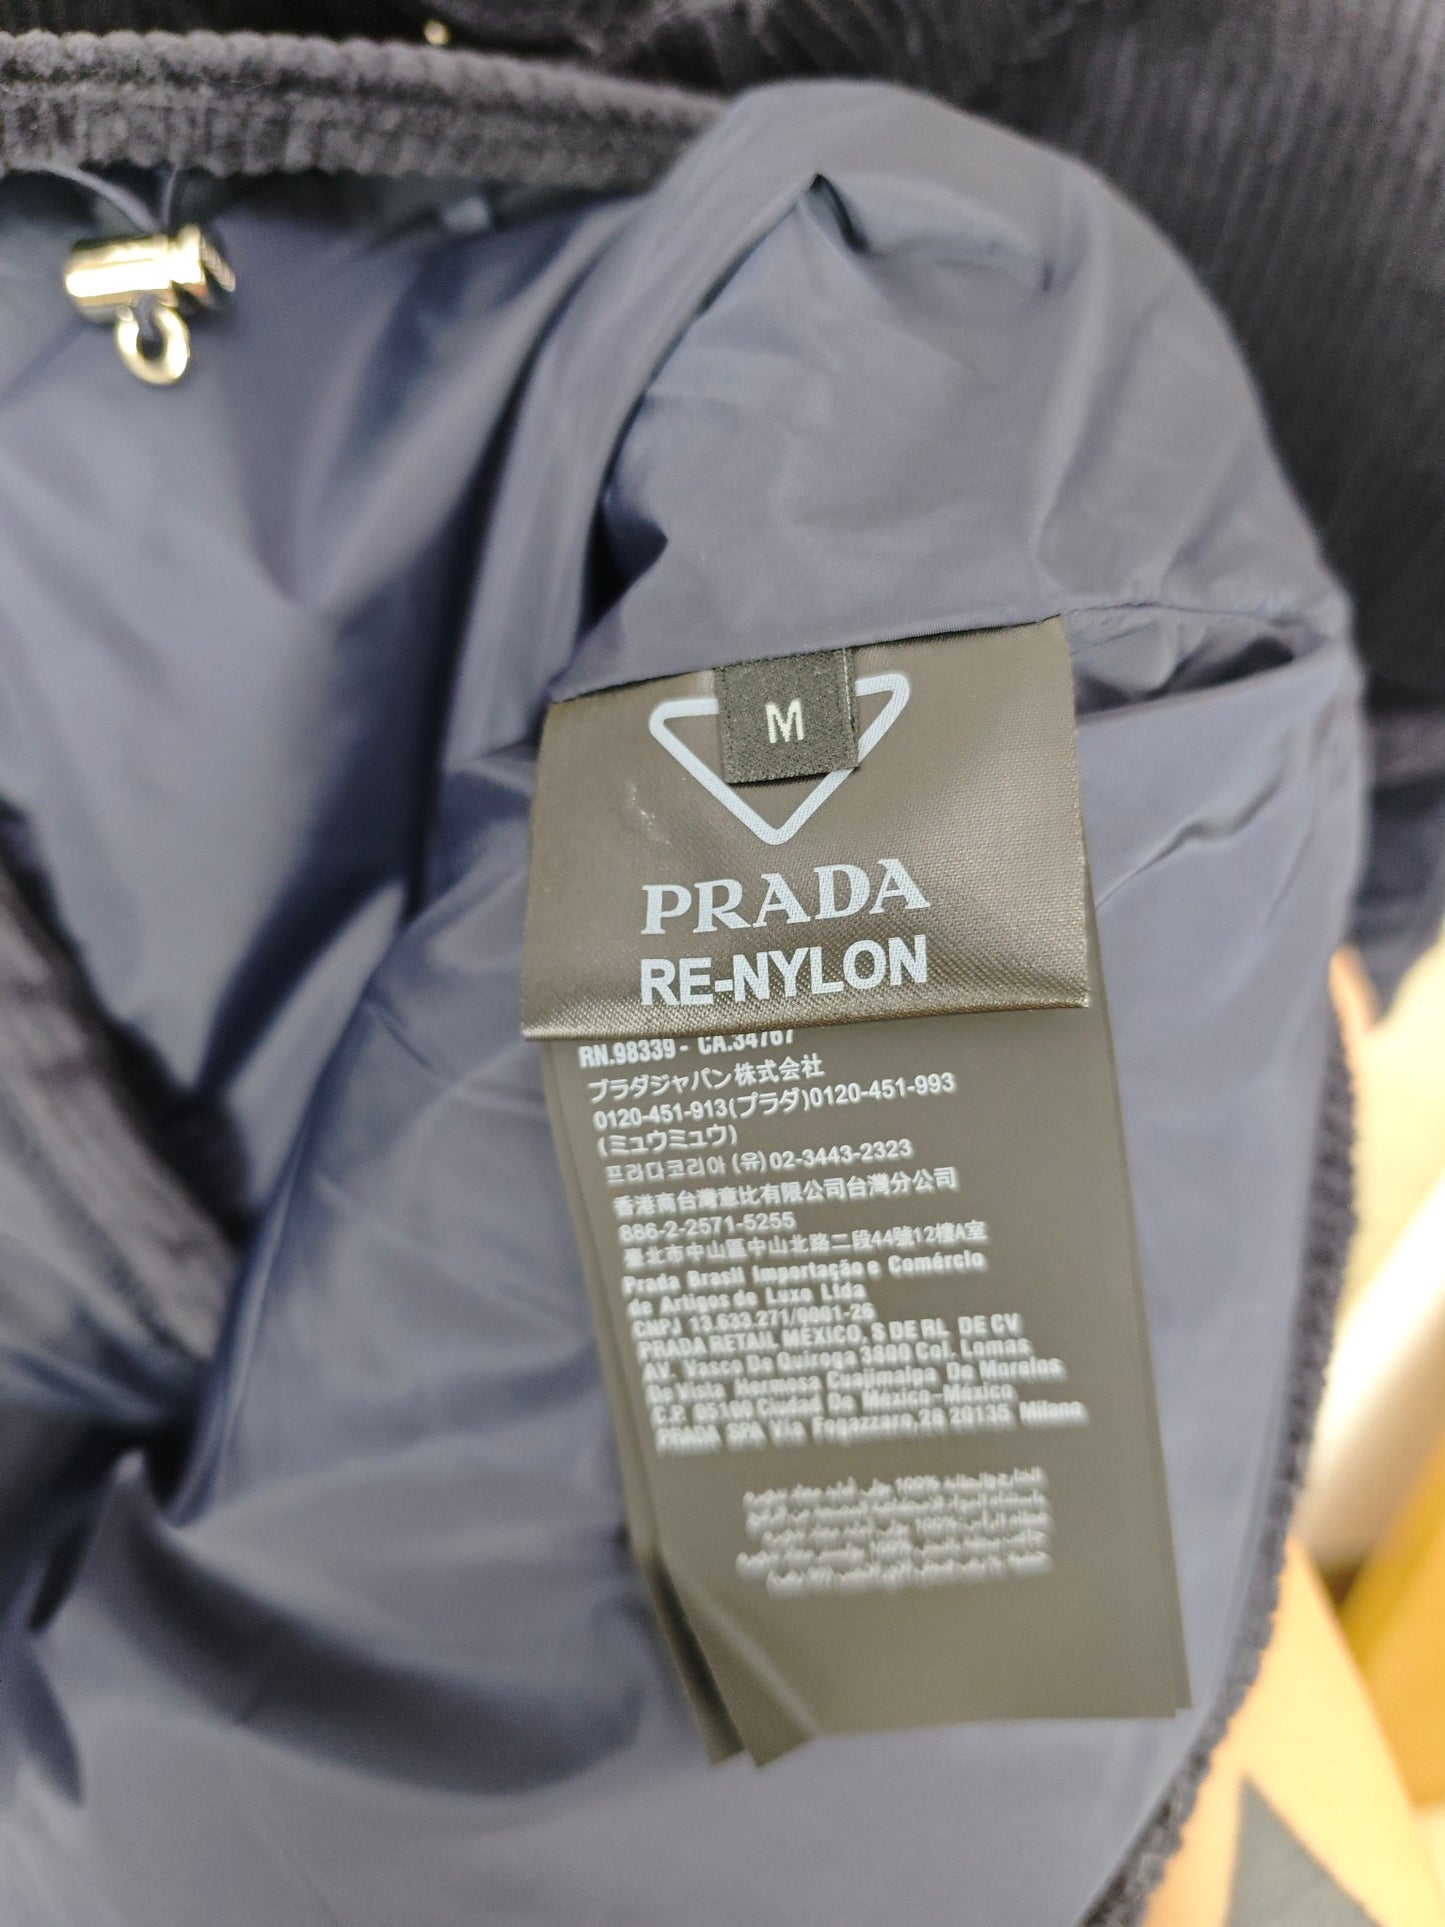 M
PRADA
RE-NYLON
RN.98339 - CA.34767
プラダジャパン株式会社
0120-451-913(プラダ)0120-451-993
(ミュウミュウ)
프라다코리아 (유) 02-3443-2323
香港商台灣意比有限公司台灣分公司
886-2-2571-5255
臺北市中山區中山北路二段44號12樓A室
Prada Brasil Importação e Comércio
de Artigos de Luxo Ltda
CNPJ 13.633.271/0001-26
PRADA RETAIL MÉXICO, S DE RL DE CV
AV. Vasco De Quiroga 3800 Col. Lomas
De Vista Hermosa Cuajimalpa De Morelos
C.P. 05100 Ciudad De México-México
PRADA SPA Via Fogazzaro, 28 20135 Milano